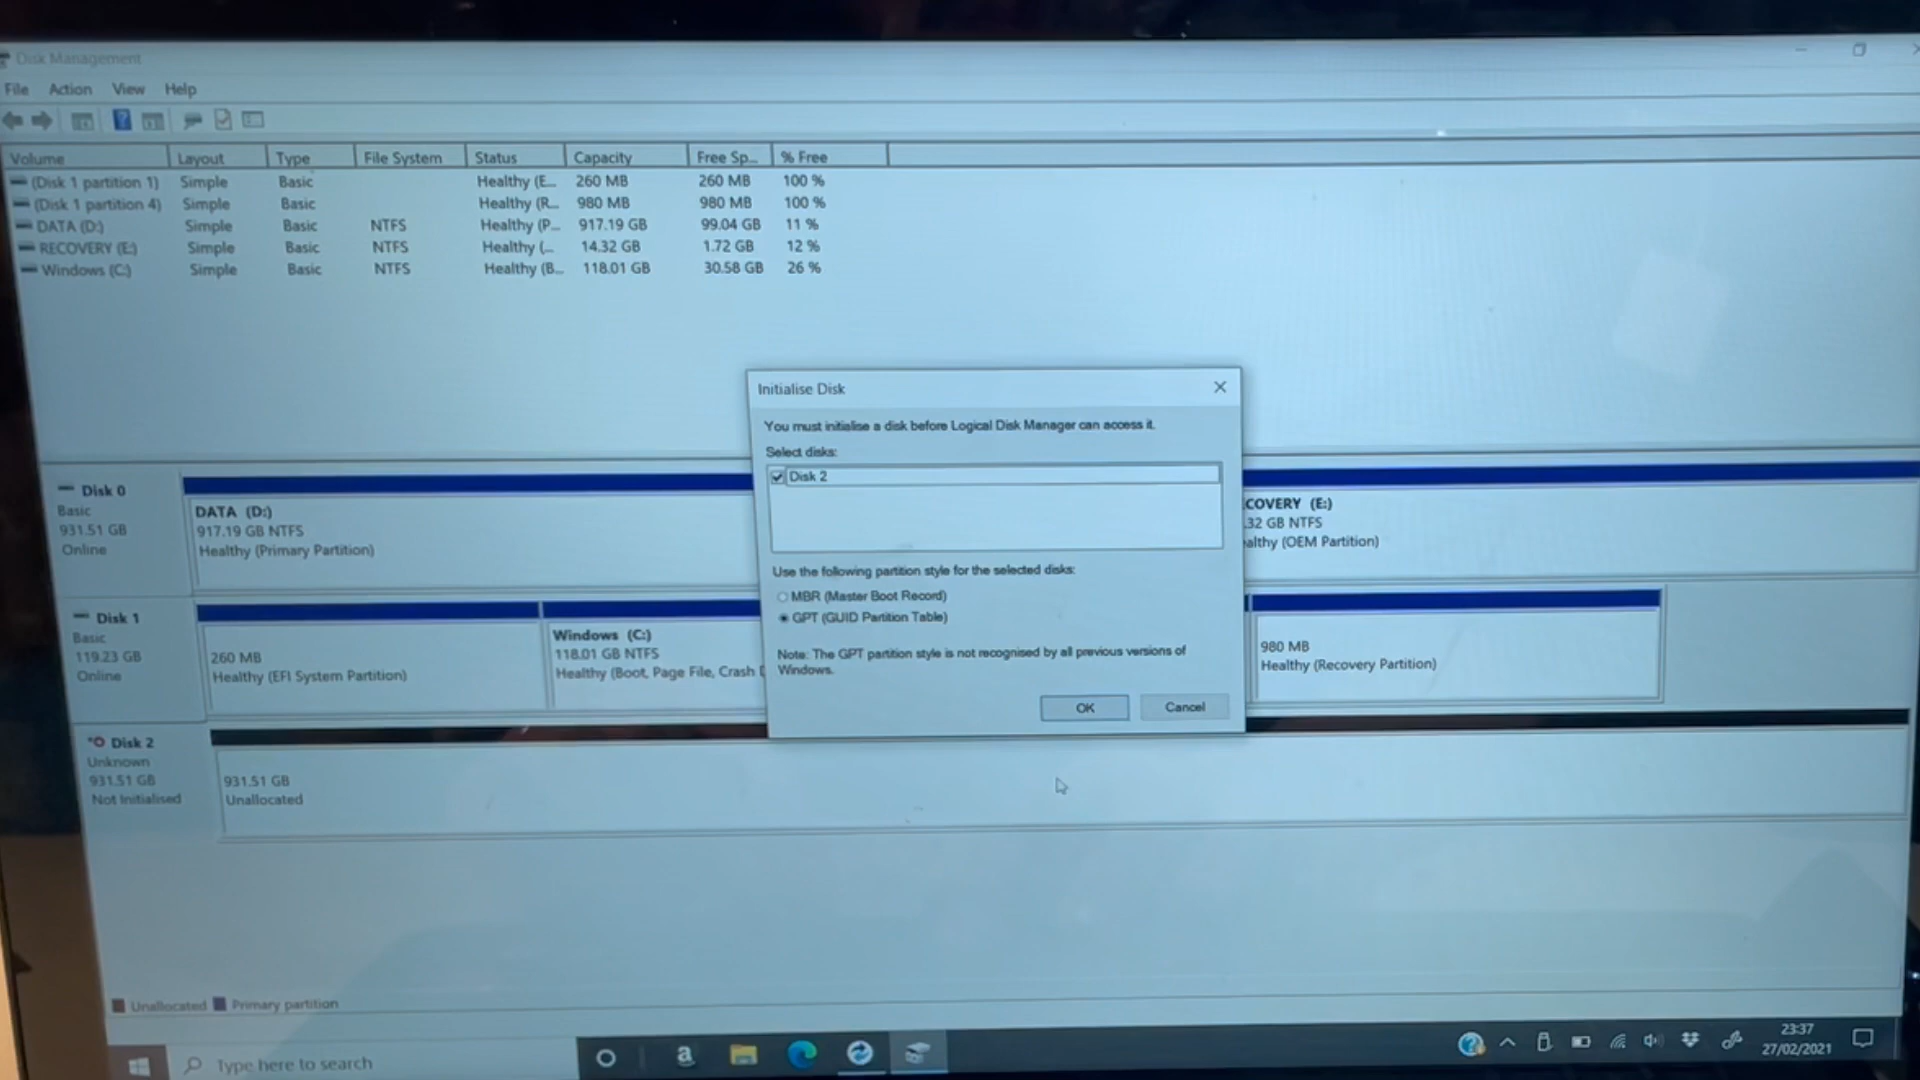 Disk Management
File Action View Help
Volume Layout Type File System Status Capacity Free Sp... % Free
(Disk 1 partition 1) Simple Basic Healthy (E... 260 MB 260 MB 100 %
(Disk 1 partition 4) Simple Basic Healthy (R... 980 MB 980 MB 100 %
DATA (D:) Simple Basic NTFS Healthy (P... 917.19 GB 99.04 GB 11 %
RECOVERY (E:) Simple Basic NTFS Healthy (... 14.32 GB 1.72 GB 12 %
Windows (C:) Simple Basic NTFS Healthy (B... 118.01 GB 30.58 GB 26 %
Initialise Disk
You must initialise a disk before Logical Disk Manager can access it.
Select disks:
Disk 2
Use the following partition style for the selected disks:
MBR (Master Boot Record)
GPT (GUID Partition Table)
Note: The GPT partition style is not recognised by all previous versions of
Windows.
OK Cancel
Disk 0
Basic
931.51 GB
Online
DATA (D:)
917.19 GB NTFS
Healthy (Primary Partition)
COVERY (E:)
.32 GB NTFS
althy (OEM Partition)
Disk 1
Basic
119.23 GB
Online
260 MB
Healthy (EFI System Partition)
Windows (C:)
118.01 GB NTFS
Healthy (Boot, Page File, Crash D
980 MB
Healthy (Recovery Partition)
Disk 2
Unknown
931.51 GB
Not Initialised
931.51 GB
Unallocated
Unallocated Primary partition
Type here to search
23:37
27/02/2021